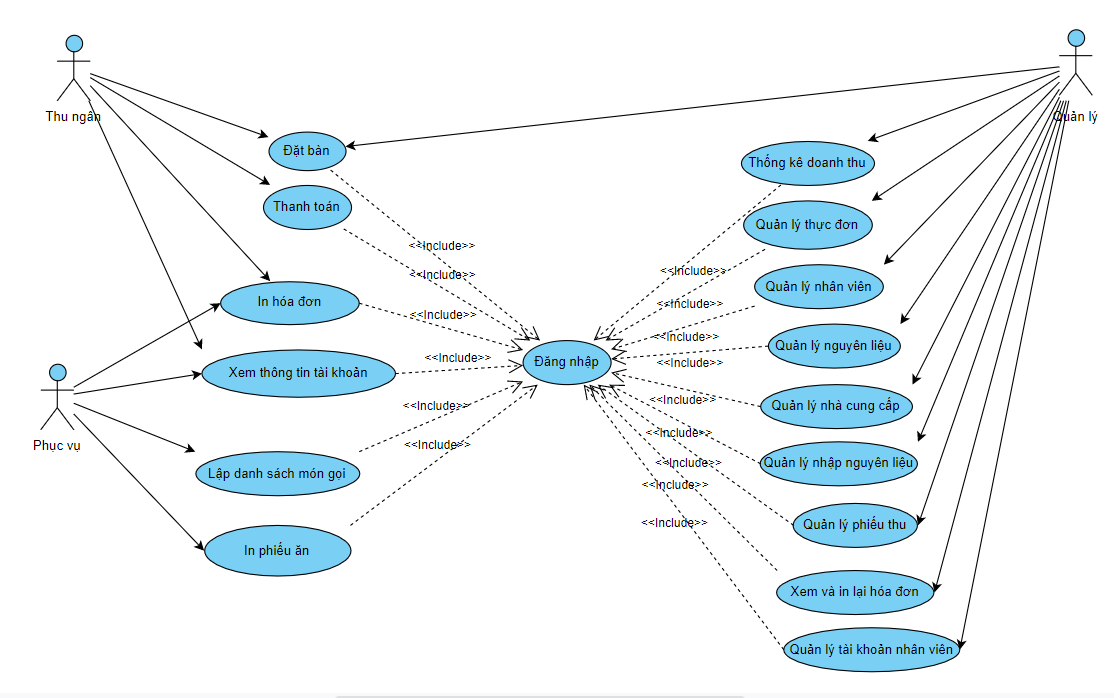 Thu ngân
Quản lý
Đặt bàn
Thống kê doanh thu
Thanh toán
Quản lý thực đơn
<<Include>>
<<Include>>
<<Include>>
Quản lý nhân viên
In hóa đơn
<<Include>>
<<Include>>
<<Include>>
Quản lý nguyên liệu
<<Include>>
Đăng nhập
<<Include>>
Xem thông tin tài khoản
<<Include>>
Quản lý nhà cung cấp
<<Include>>
<<Include>>
Phục vụ
<<Include>>
<<Include>>
Quản lý nhập nguyên liệu
Lập danh sách món gọi
<<Include>>
Quản lý phiếu thu
<<Include>>
In phiếu ăn
Xem và in lại hóa đơn
Quản lý tài khoản nhân viên